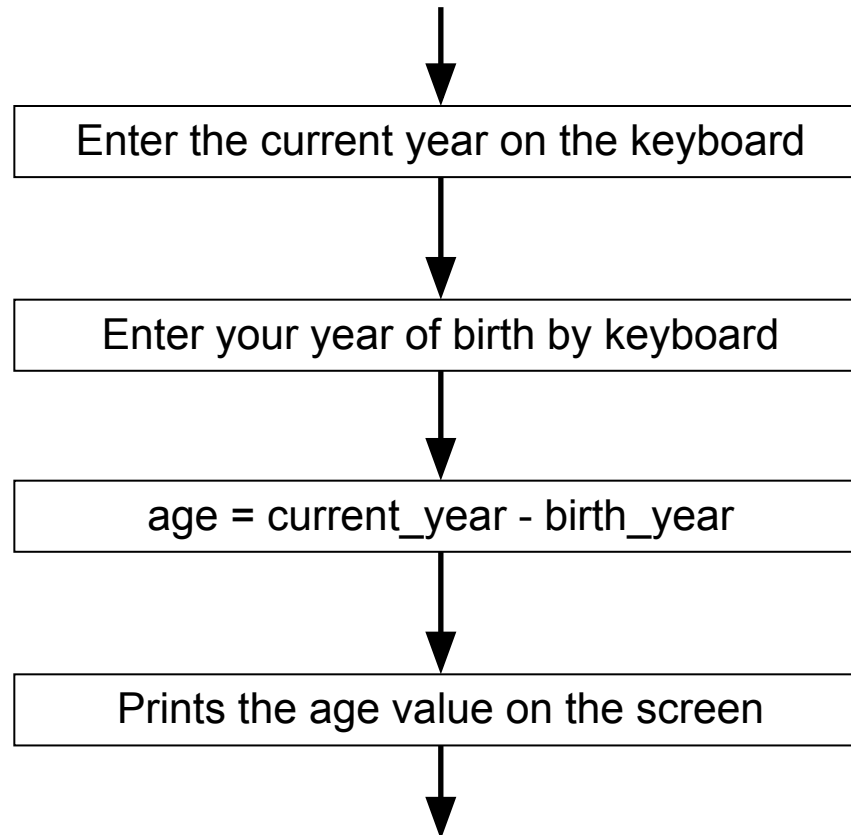 Enter the current year on the keyboard
Enter your year of birth by keyboard
age = current_year - birth_year
Prints the age value on the screen